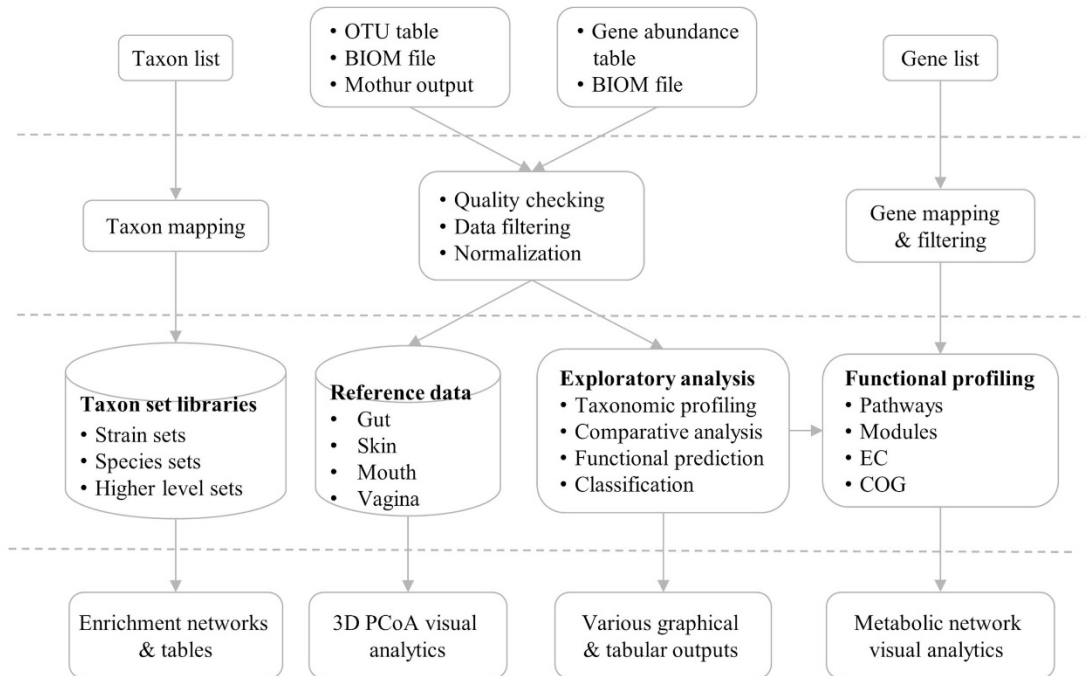 Taxon list
• OTU table
• BIOM file
• Mothur output
• Gene abundance
table
• BIOM file
Gene list
Taxon mapping
• Quality checking
• Data filtering
• Normalization
Gene mapping
& filtering
Taxon set libraries
• Strain sets
• Species sets
• Higher level sets
Reference data
• Gut
• Skin
• Mouth
• Vagina
Exploratory analysis
• Taxonomic profiling
• Comparative analysis
• Functional prediction
• Classification
Functional profiling
• Pathways
• Modules
• EC
• COG
Enrichment networks
& tables
3D PCoA visual
analytics
Various graphical
& tabular outputs
Metabolic network
visual analytics